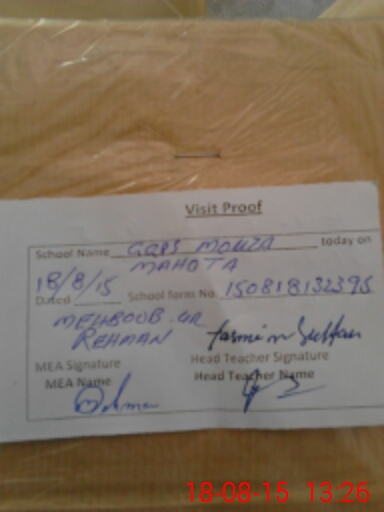 Visit Proof
School Name GGPS MOUZA today on
MAHOTA
18/8/15
Dated School form No. 150818132395
MEHBOOB UR
REHMAN
MEA Signature Head Teacher Signature
MEA Name Head Teacher Name
18-08-15 13:26